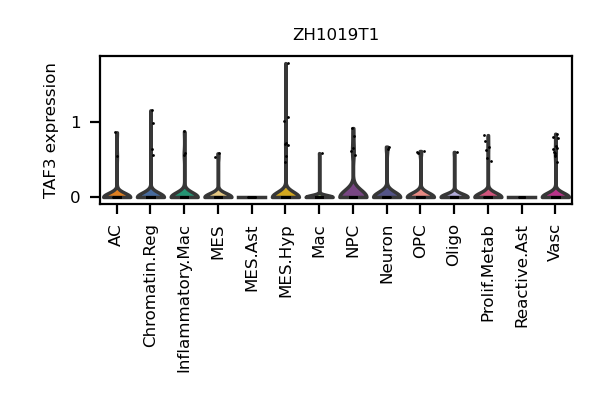 ZH1019T1
TAF3 expression
1
0
AC
Chromatin.Reg
Inflammatory.Mac
MES
MES.Ast
MES.Hyp
Mac
NPC
Neuron
OPC
Oligo
Prolif.Metab
Reactive.Ast
Vasc